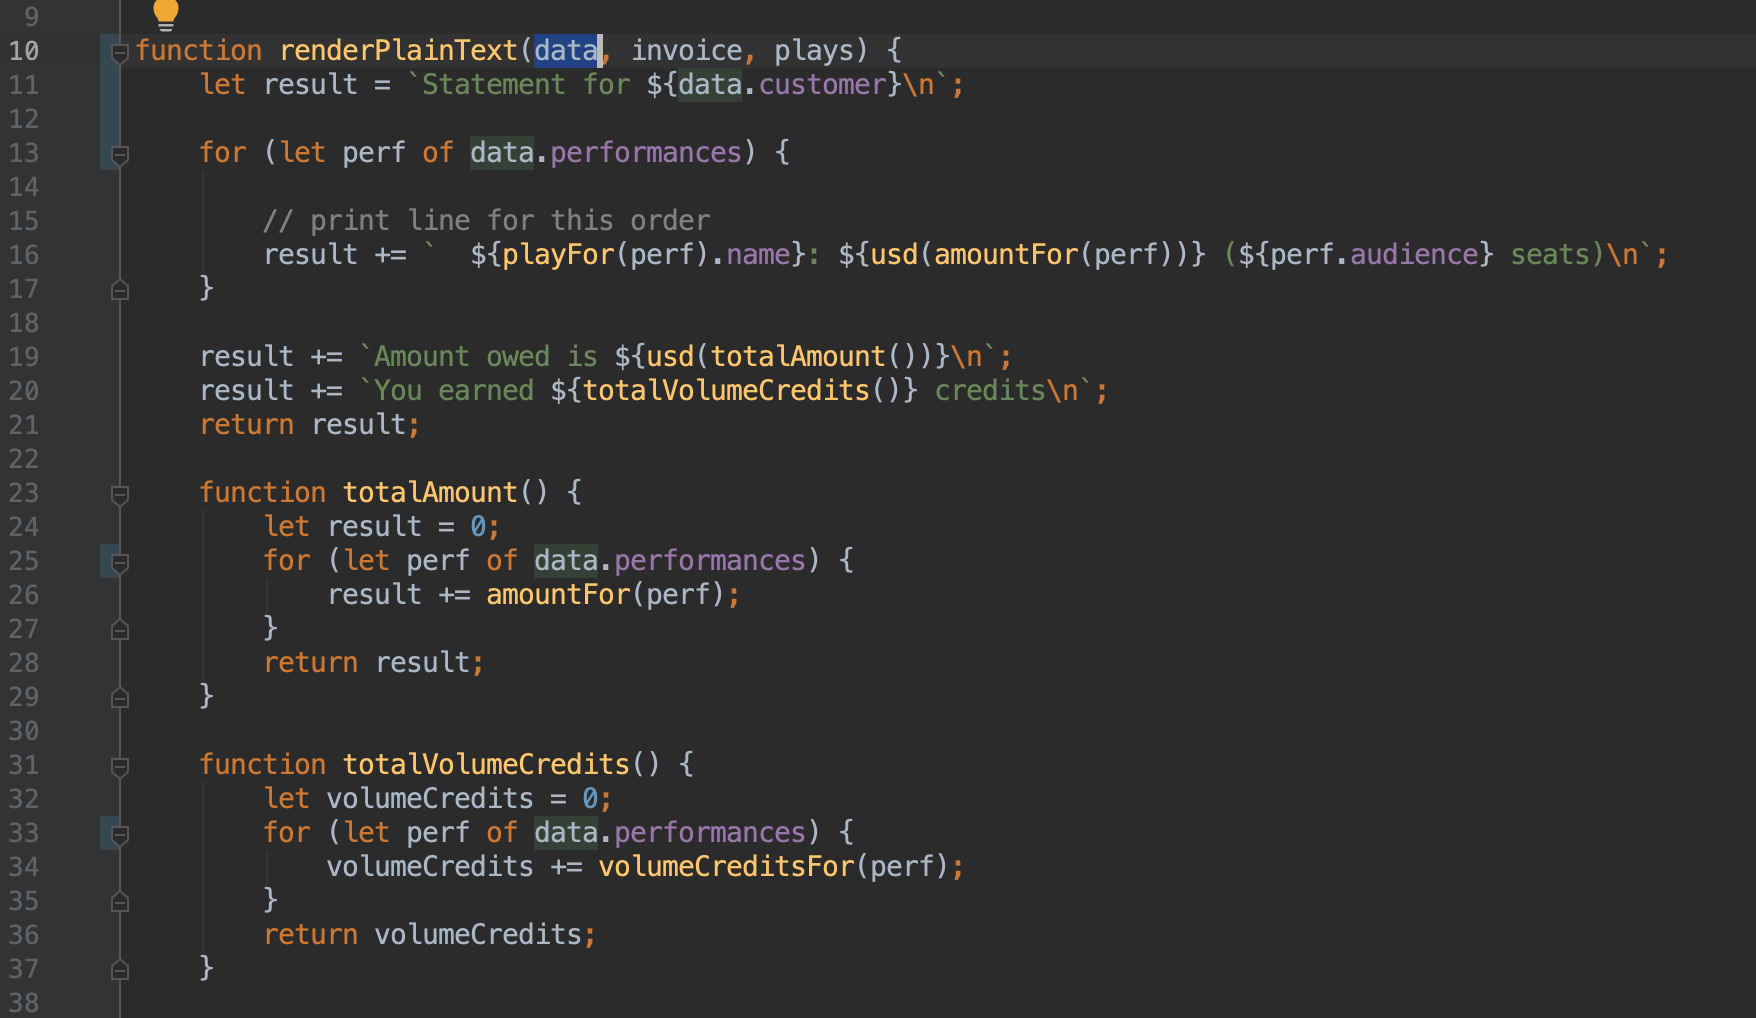 9
10 function renderPlainText(data, invoice, plays) {
11     let result = `Statement for ${data.customer}\n`;
12
13     for (let perf of data.performances) {
14
15         // print line for this order
16         result += `  ${playFor(perf).name}: ${usd(amountFor(perf))} (${perf.audience} seats)\n`;
17     }
18
19     result += `Amount owed is ${usd(totalAmount())}\n`;
20     result += `You earned ${totalVolumeCredits()} credits\n`;
21     return result;
22
23     function totalAmount() {
24         let result = 0;
25         for (let perf of data.performances) {
26             result += amountFor(perf);
27         }
28         return result;
29     }
30
31     function totalVolumeCredits() {
32         let volumeCredits = 0;
33         for (let perf of data.performances) {
34             volumeCredits += volumeCreditsFor(perf);
35         }
36         return volumeCredits;
37     }
38